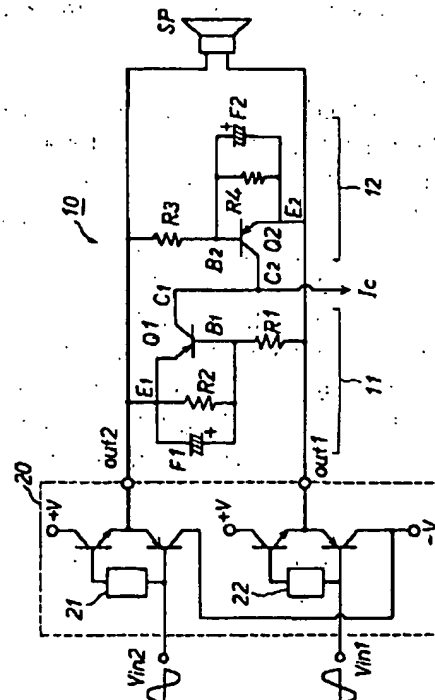 SP
10
20
out2
+V
21
Vin2
E1
Q1
C1
R2
F1
+
B1
R1
11
R3
B2
R4
+
F2
C2
Q2
E2
12
Ic
out1
+V
22
Vin1
-V